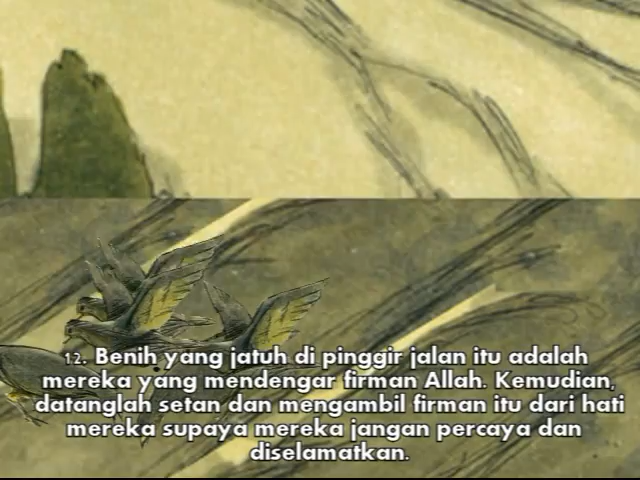 12. Benih yang jatuh di pinggir jalan itu adalah
mereka yang mendengar firman Allah. Kemudian,
datanglah setan dan mengambil firman itu dari hati
mereka supaya mereka jangan percaya dan
diselamatkan.